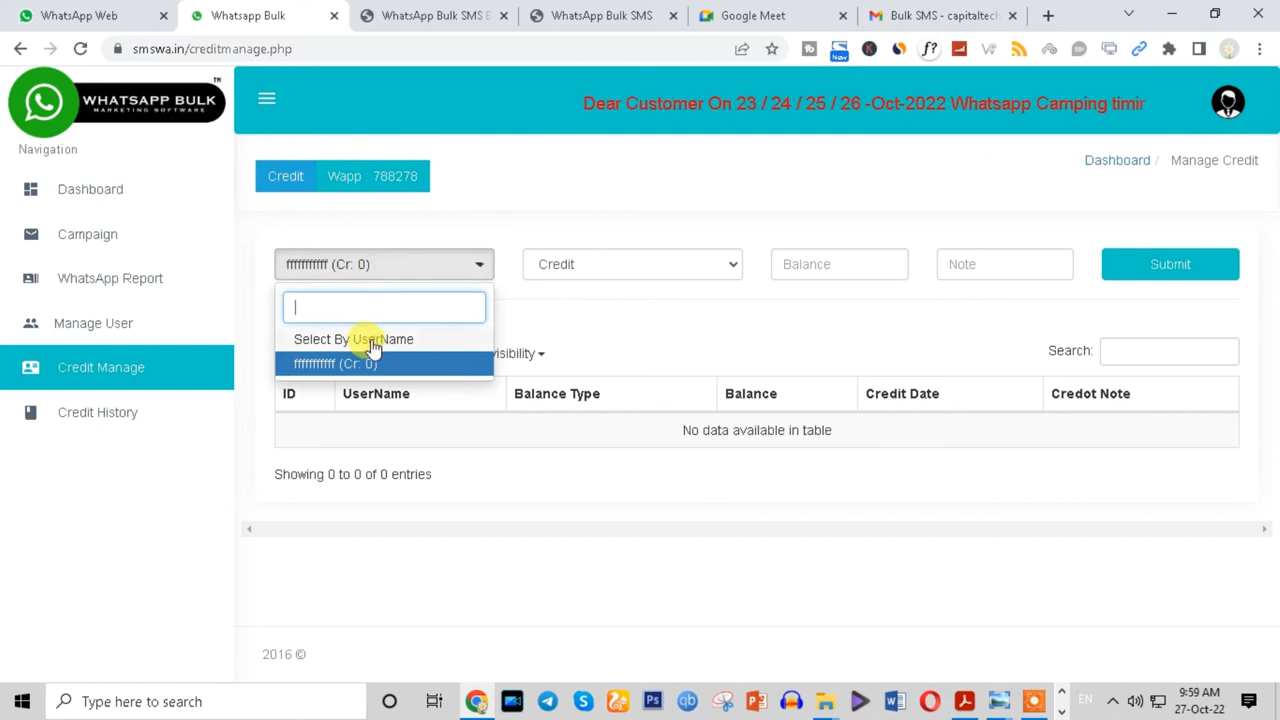 WhatsApp Web
Whatsapp Bulk
WhatsApp Bulk SMS B
WhatsApp Bulk SMS
Google Meet
Bulk SMS - capitaltech
smswa.in/creditmanage.php
New
f?
WHATSAPP BULK
MARKETING SOFTWARE
TM
Dear Customer On 23 / 24 / 25 / 26 -Oct-2022 Whatsapp Camping timir
Navigation
Dashboard
Campaign
WhatsApp Report
Manage User
Credit Manage
Credit History
Credit
Wapp : 788278
Dashboard / Manage Credit
fffffffffff (Cr: 0)
Credit
Balance
Note
Submit
Select By UserName
fffffffffff (Cr: 0)
visibility
Search:
ID
UserName
Balance Type
Balance
Credit Date
Credot Note
No data available in table
Showing 0 to 0 of 0 entries
2016 ©
Type here to search
EN
9:59 AM
27-Oct-22